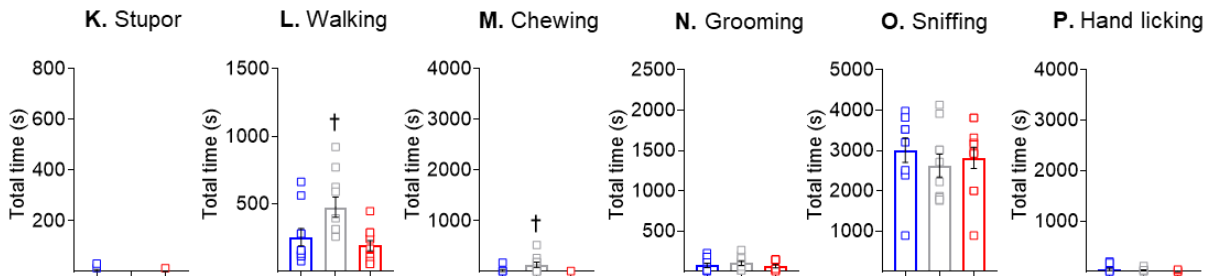 K. Stupor
L. Walking
M. Chewing
N. Grooming
O. Sniffing
P. Hand licking
Total time (s)
800
600
400
200
Total time (s)
1500
1000
500
†
Total time (s)
4000
3000
2000
1000
†
Total time (s)
2500
2000
1500
1000
500
Total time (s)
5000
4000
3000
2000
1000
Total time (s)
4000
3000
2000
1000